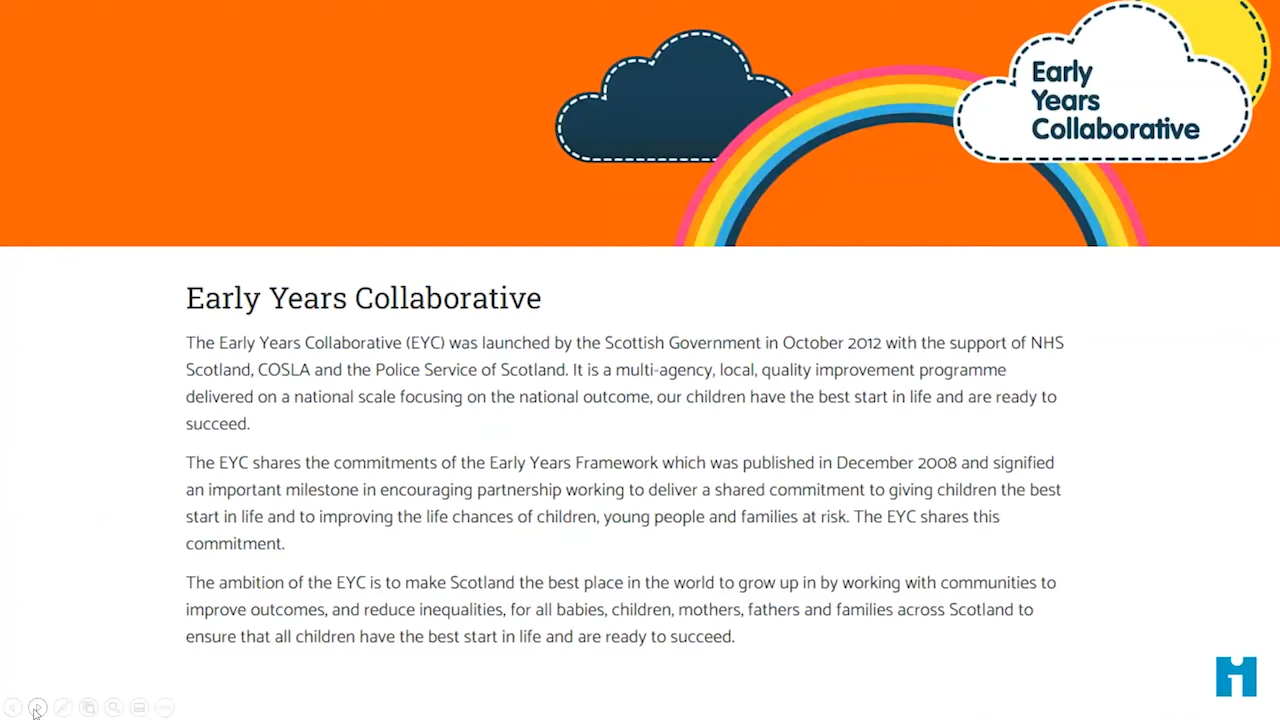 Early
Years
Collaborative
Early Years Collaborative
The Early Years Collaborative (EYC) was launched by the Scottish Government in October 2012 with the support of NHS
Scotland, COSLA and the Police Service of Scotland. It is a multi-agency, local, quality improvement programme
delivered on a national scale focusing on the national outcome, our children have the best start in life and are ready to
succeed.
The EYC shares the commitments of the Early Years Framework which was published in December 2008 and signified
an important milestone in encouraging partnership working to deliver a shared commitment to giving children the best
start in life and to improving the life chances of children, young people and families at risk. The EYC shares this
commitment.
The ambition of the EYC is to make Scotland the best place in the world to grow up in by working with communities to
improve outcomes, and reduce inequalities, for all babies, children, mothers, fathers and families across Scotland to
ensure that all children have the best start in life and are ready to succeed.